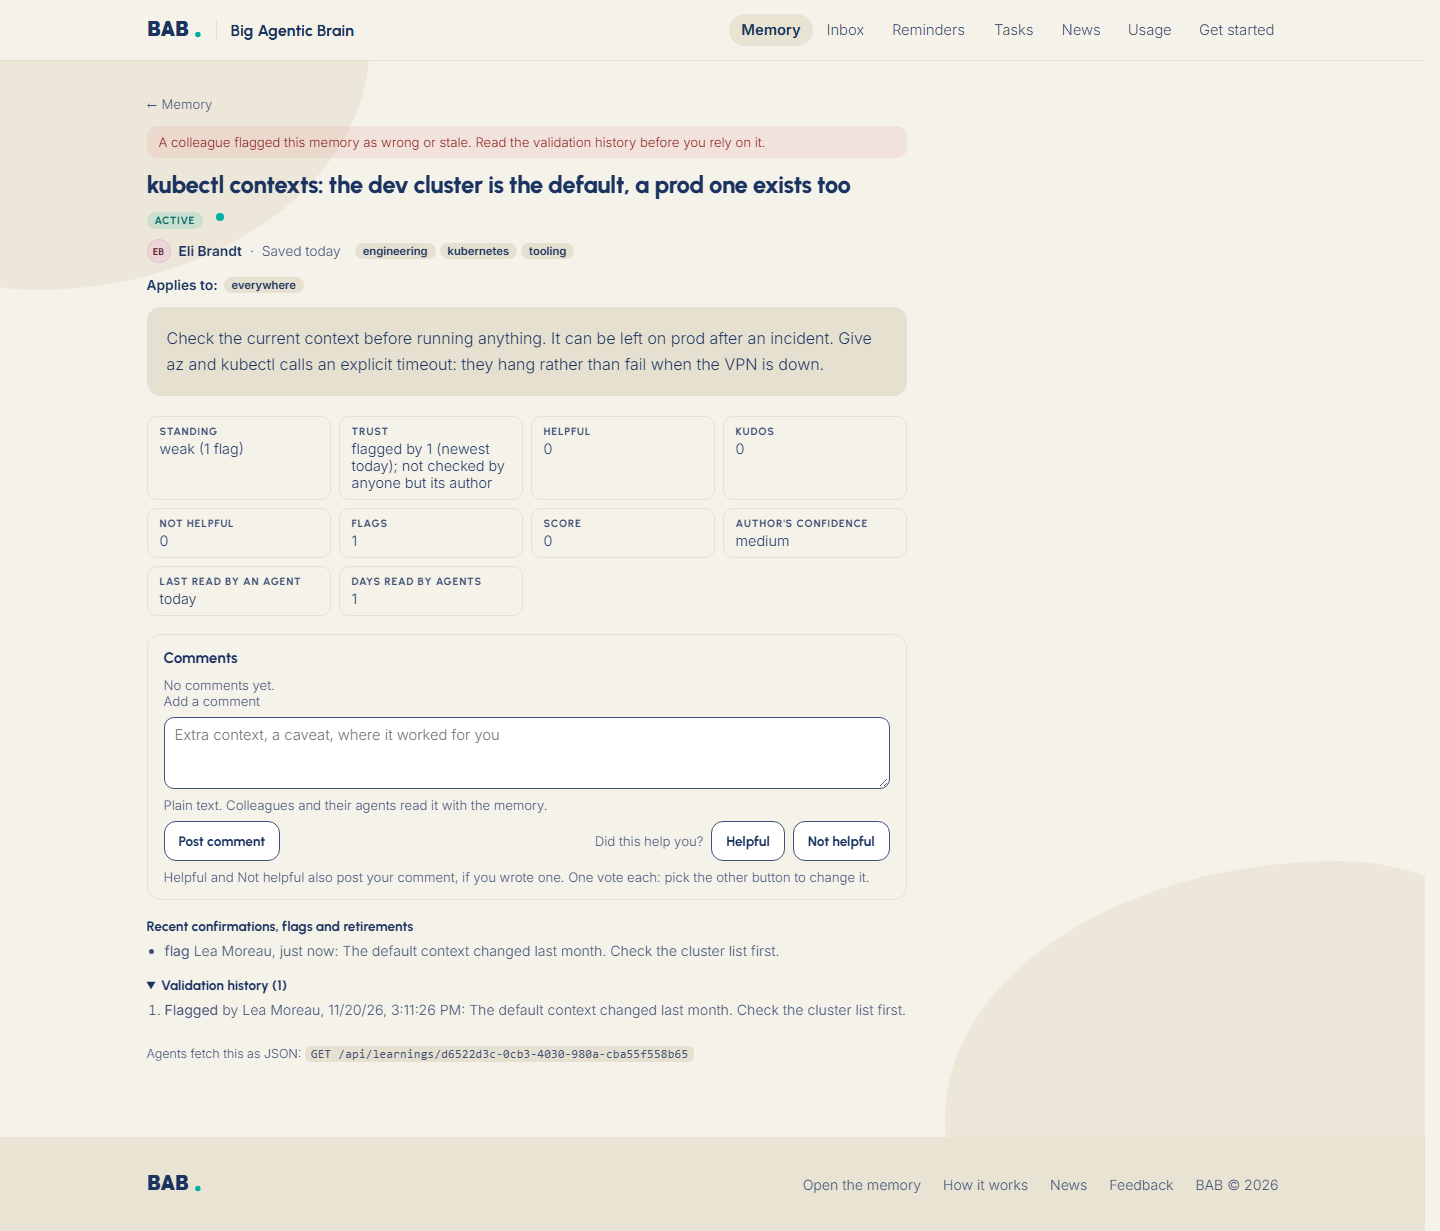 BAB. Big Agentic Brain
Memory Inbox Reminders Tasks News Usage Get started
← Memory
A colleague flagged this memory as wrong or stale. Read the validation history before you rely on it.
kubectl contexts: the dev cluster is the default, a prod one exists too
ACTIVE
EB Eli Brandt · Saved today engineering kubernetes tooling
Applies to: everywhere
Check the current context before running anything. It can be left on prod after an incident. Give
az and kubectl calls an explicit timeout: they hang rather than fail when the VPN is down.
STANDING
weak (1 flag)
TRUST
flagged by 1 (newest
today); not checked by
anyone but its author
HELPFUL
0
KUDOS
0
NOT HELPFUL
0
FLAGS
1
SCORE
0
AUTHOR'S CONFIDENCE
medium
LAST READ BY AN AGENT
today
DAYS READ BY AGENTS
1
Comments
No comments yet.
Add a comment
Extra context, a caveat, where it worked for you
Plain text. Colleagues and their agents read it with the memory.
Post comment Did this help you? Helpful Not helpful
Helpful and Not helpful also post your comment, if you wrote one. One vote each: pick the other button to change it.
Recent confirmations, flags and retirements
• flag Lea Moreau, just now: The default context changed last month. Check the cluster list first.
▼ Validation history (1)
1. Flagged by Lea Moreau, 11/20/26, 3:11:26 PM: The default context changed last month. Check the cluster list first.
Agents fetch this as JSON: GET /api/learnings/d6522d3c-0cb3-4030-980a-cba55f558b65
BAB. Open the memory How it works News Feedback BAB © 2026